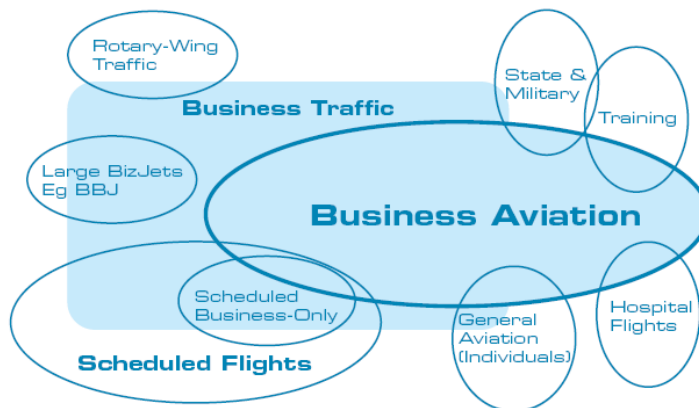 Rotary-Wing
Traffic
State &
Military
Business Traffic
Training
Large BizJets
Eg BBJ
Business Aviation
Scheduled
Business-Only
General
Aviation
(Individuals)
Hospital
Flights
Scheduled Flights